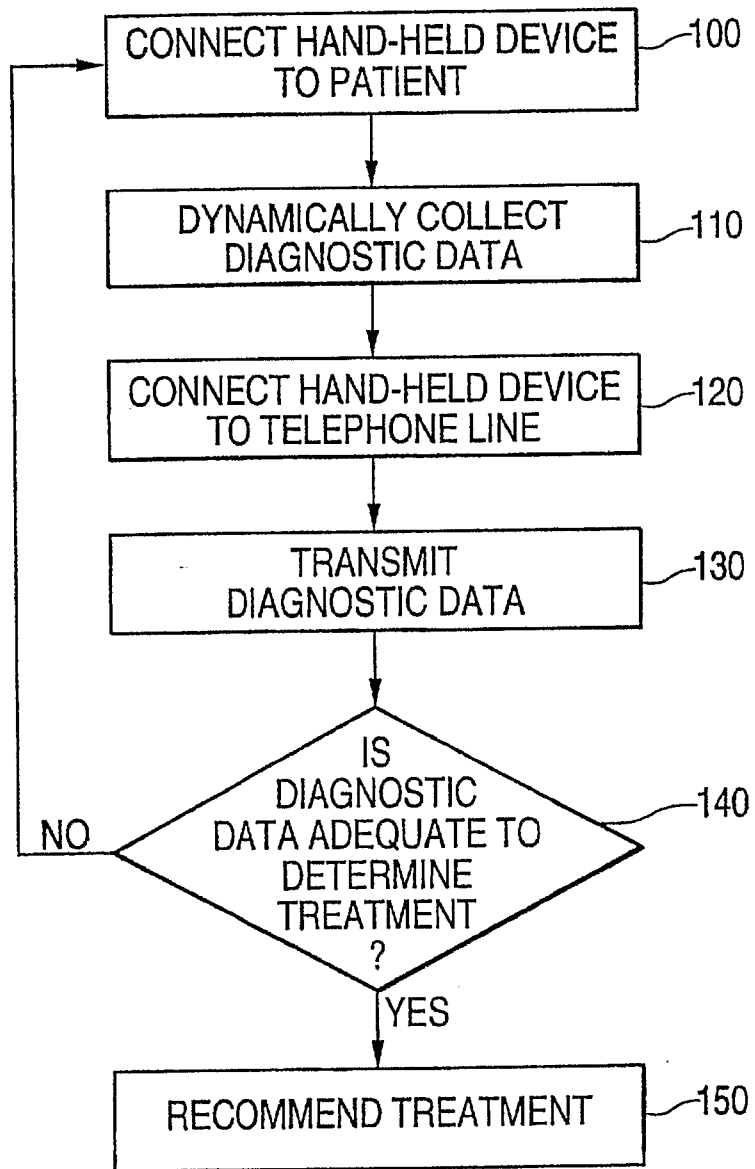 CONNECT HAND-HELD DEVICE
TO PATIENT
100
DYNAMICALLY COLLECT
DIAGNOSTIC DATA
110
CONNECT HAND-HELD DEVICE
TO TELEPHONE LINE
120
TRANSMIT
DIAGNOSTIC DATA
130
IS
DIAGNOSTIC
DATA ADEQUATE TO
DETERMINE
TREATMENT
?
140
NO
YES
RECOMMEND TREATMENT
150